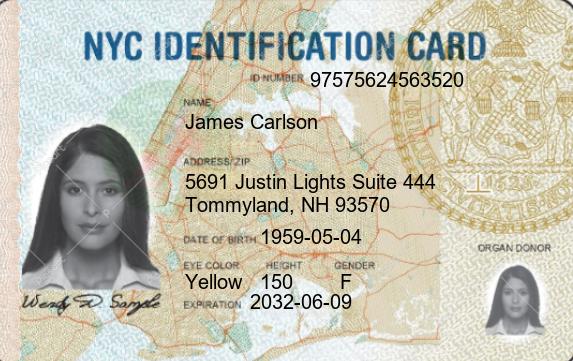 NYC IDENTIFICATION CARD
ID NUMBER 97575624563520
NAME
James Carlson
ADDRESS/ZIP
5691 Justin Lights Suite 444
Tommyland, NH 93570
DATE OF BIRTH 1959-05-04
ORGAN DONOR
EYE COLOR HEIGHT GENDER
Yellow 150 F
EXPIRATION 2032-06-09
Wendy D Sample